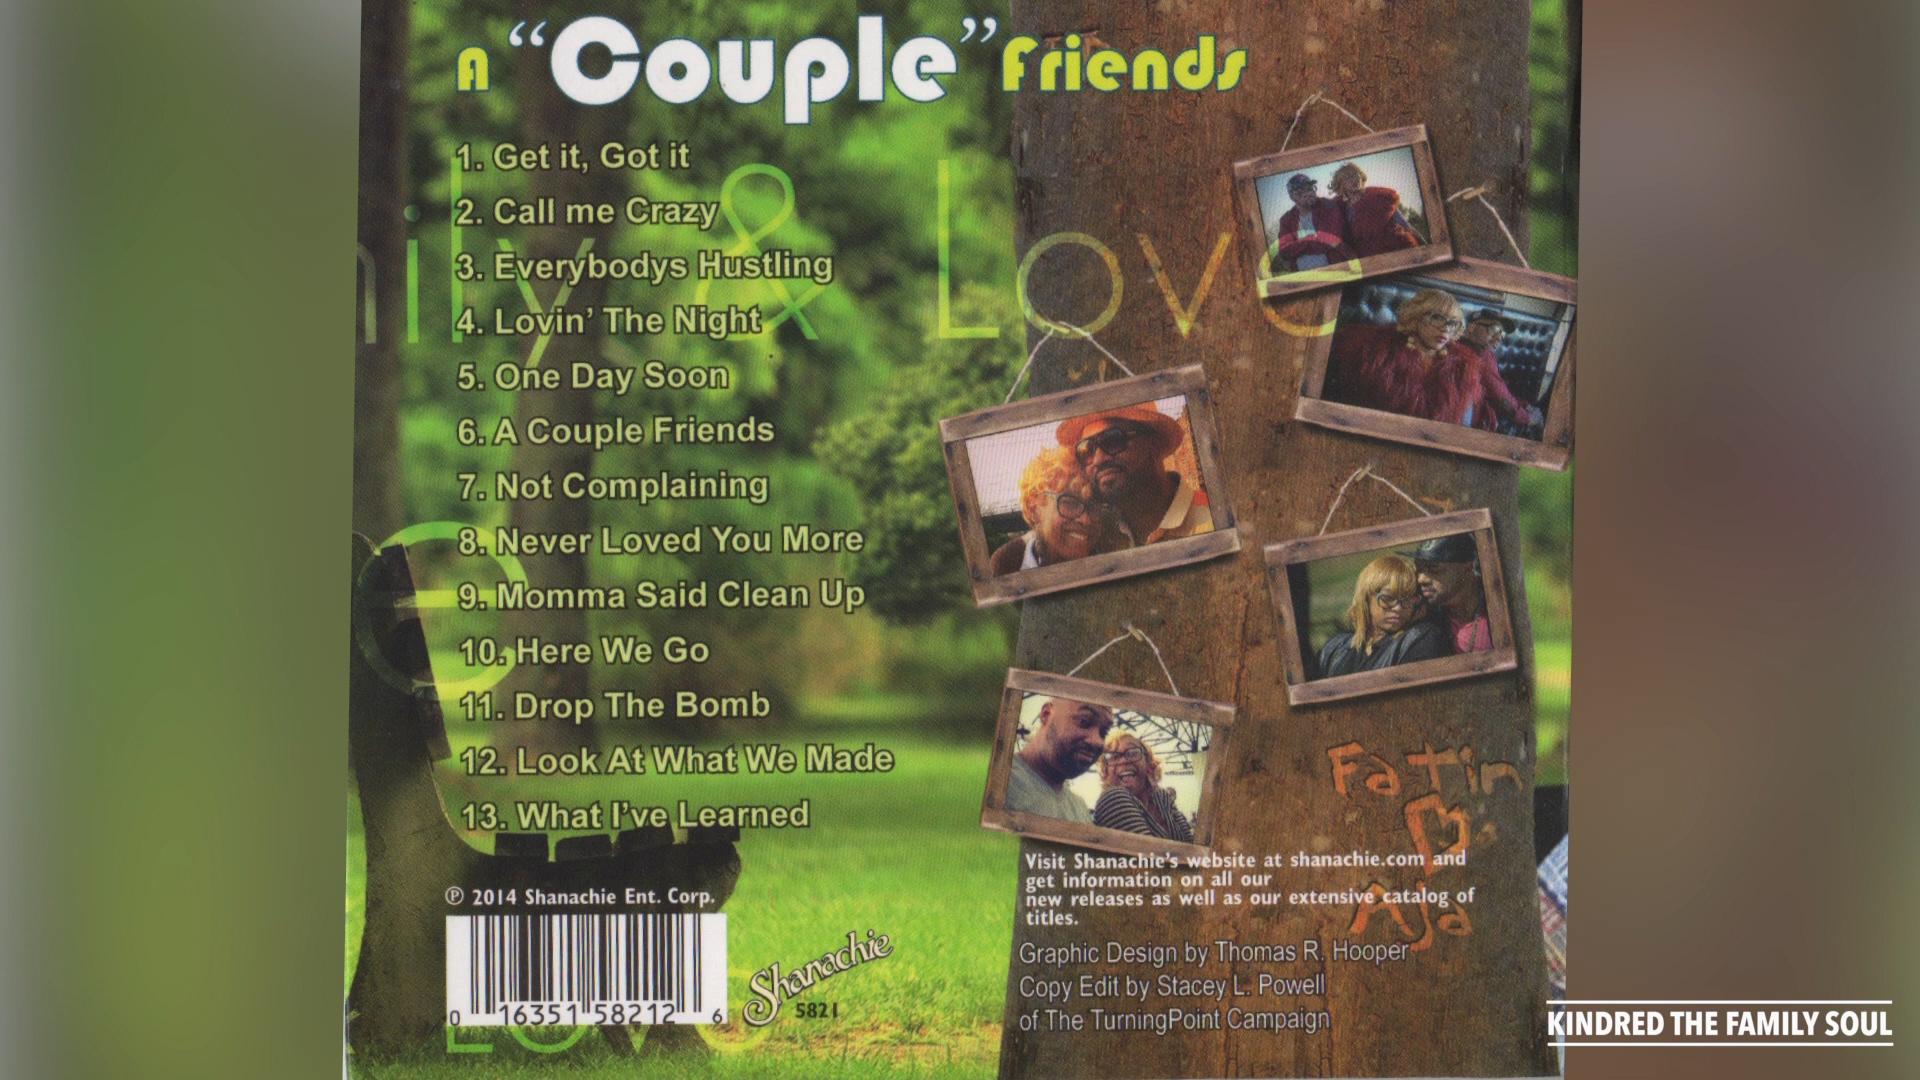 A “Couple” Friends
1. Get it, Got it
2. Call me Crazy
3. Everybodys Hustling
4. Lovin’ The Night
5. One Day Soon
6. A Couple Friends
7. Not Complaining
8. Never Loved You More
9. Momma Said Clean Up
10. Here We Go
11. Drop The Bomb
12. Look At What We Made
13. What I’ve Learned
ily & Love
℗ 2014 Shanachie Ent. Corp.
0 16351 58212 6
Shanachie
5821
Love
Fatin
Aja
Visit Shanachie’s website at shanachie.com and
get information on all our
new releases as well as our extensive catalog of
titles.
Graphic Design by Thomas R. Hooper
Copy Edit by Stacey L. Powell
of The TurningPoint Campaign
KINDRED THE FAMILY SOUL